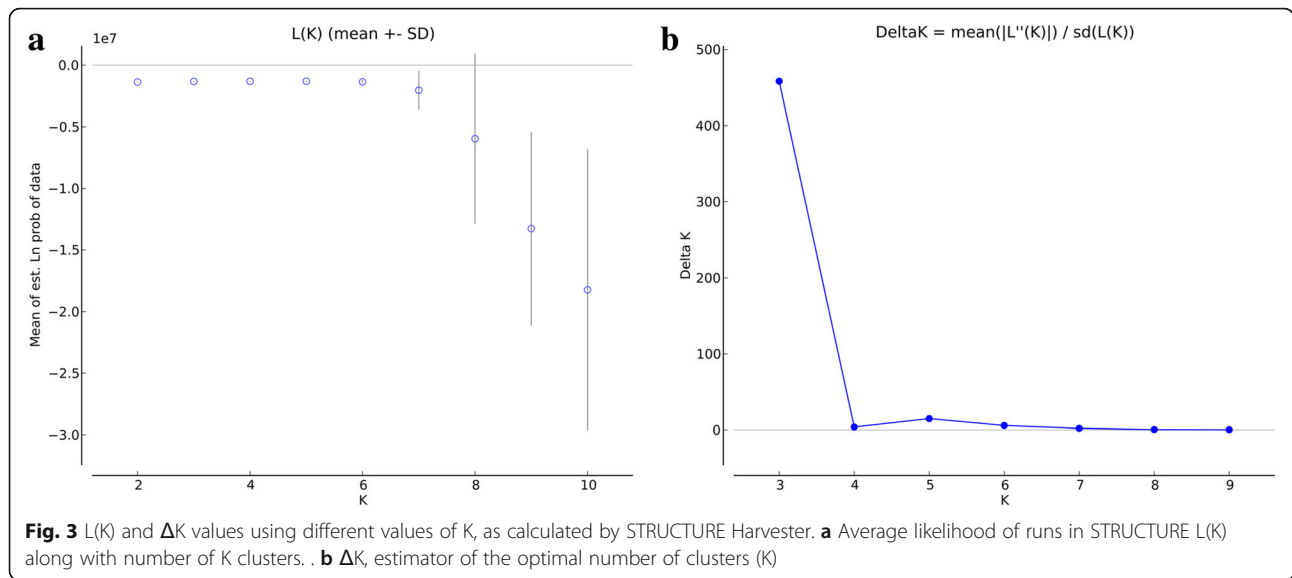 a
L(K) (mean +- SD)
1e7
0.0
−0.5
−1.0
−1.5
−2.0
−2.5
−3.0
Mean of est. Ln prob of data
2
4
6
8
10
K
b
DeltaK = mean(|L''(K)|) / sd(L(K))
500
400
300
200
100
0
Delta K
3
4
5
6
7
8
9
K
Fig. 3 L(K) and ΔK values using different values of K, as calculated by STRUCTURE Harvester. a Average likelihood of runs in STRUCTURE L(K)
along with number of K clusters. . b ΔK, estimator of the optimal number of clusters (K)